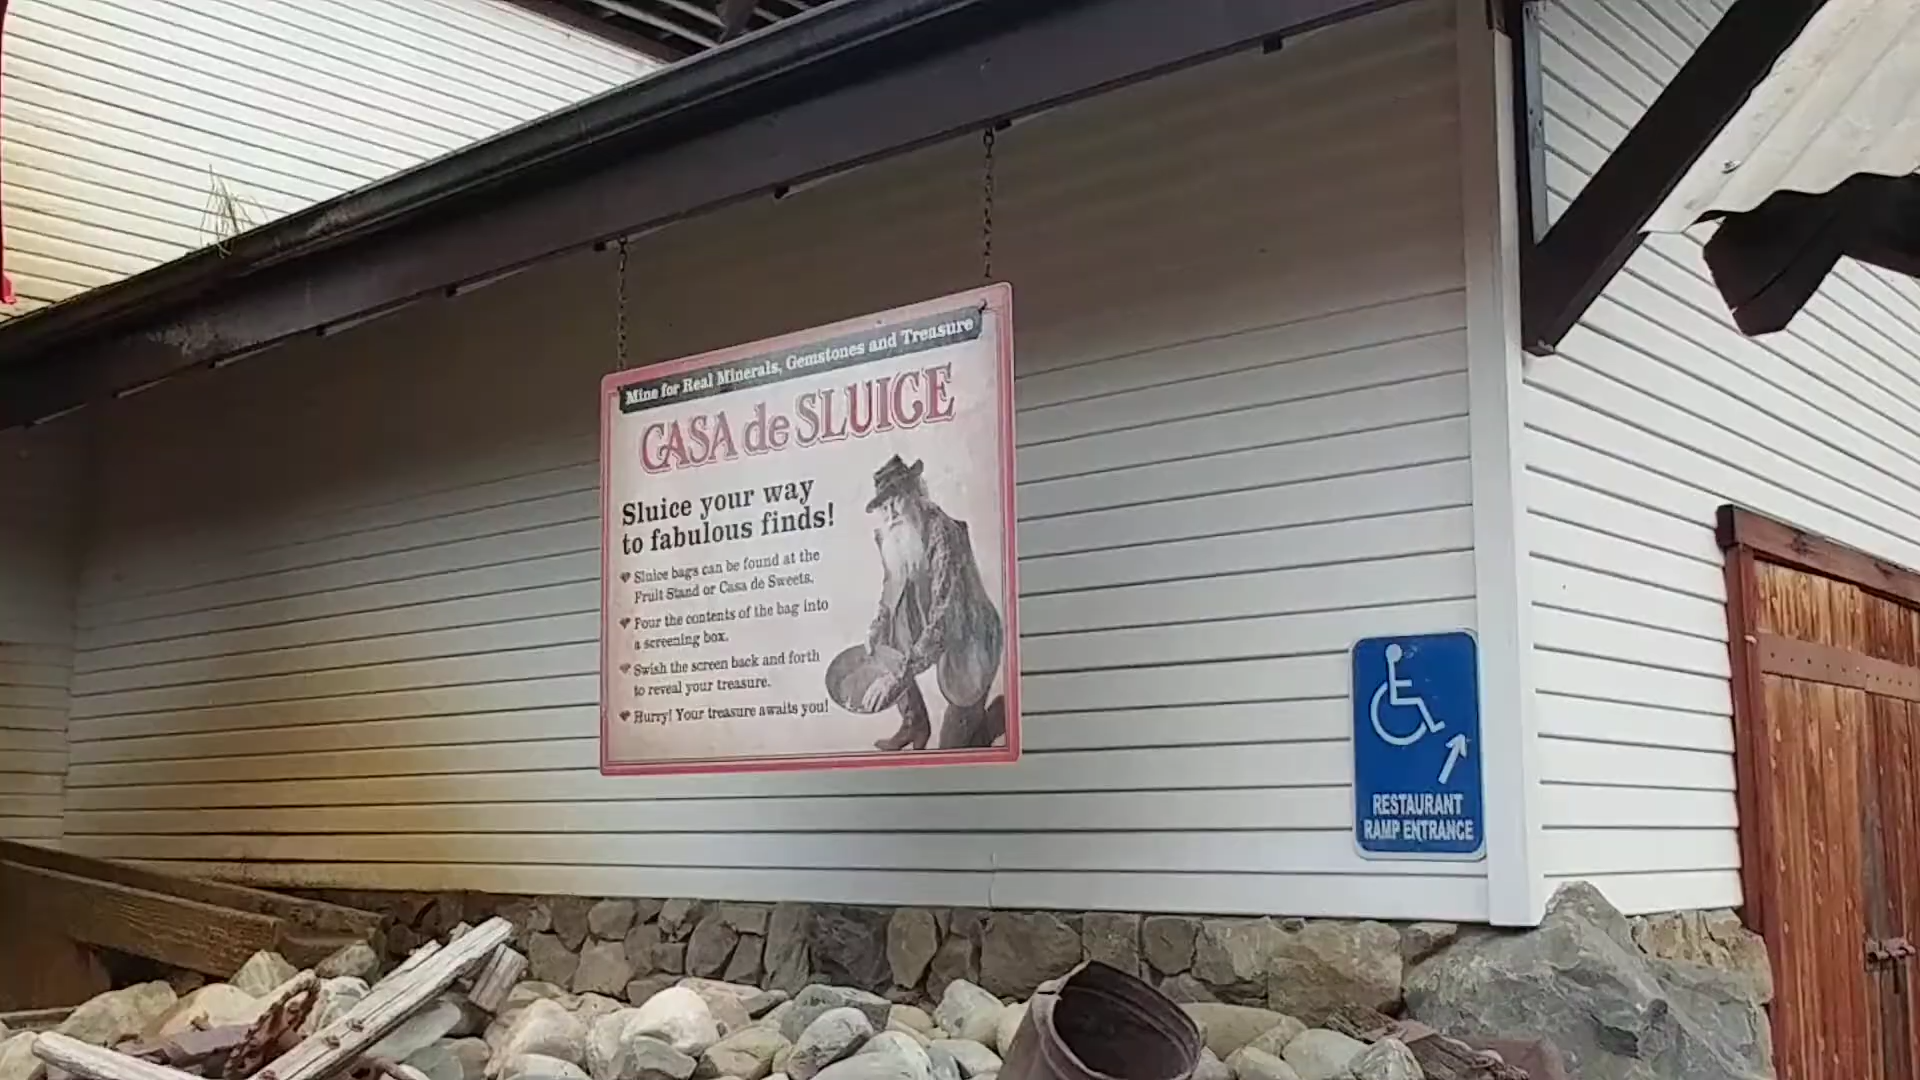 Mine for Real Minerals, Gemstones and Treasure
CASA de SLUICE
Sluice your way
to fabulous finds!
Sluice bags can be found at the
Fruit Stand or Casa de Sweets.
Pour the contents of the bag into
a screening box.
Swish the screen back and forth
to reveal your treasure.
Hurry! Your treasure awaits you!
RESTAURANT
RAMP ENTRANCE